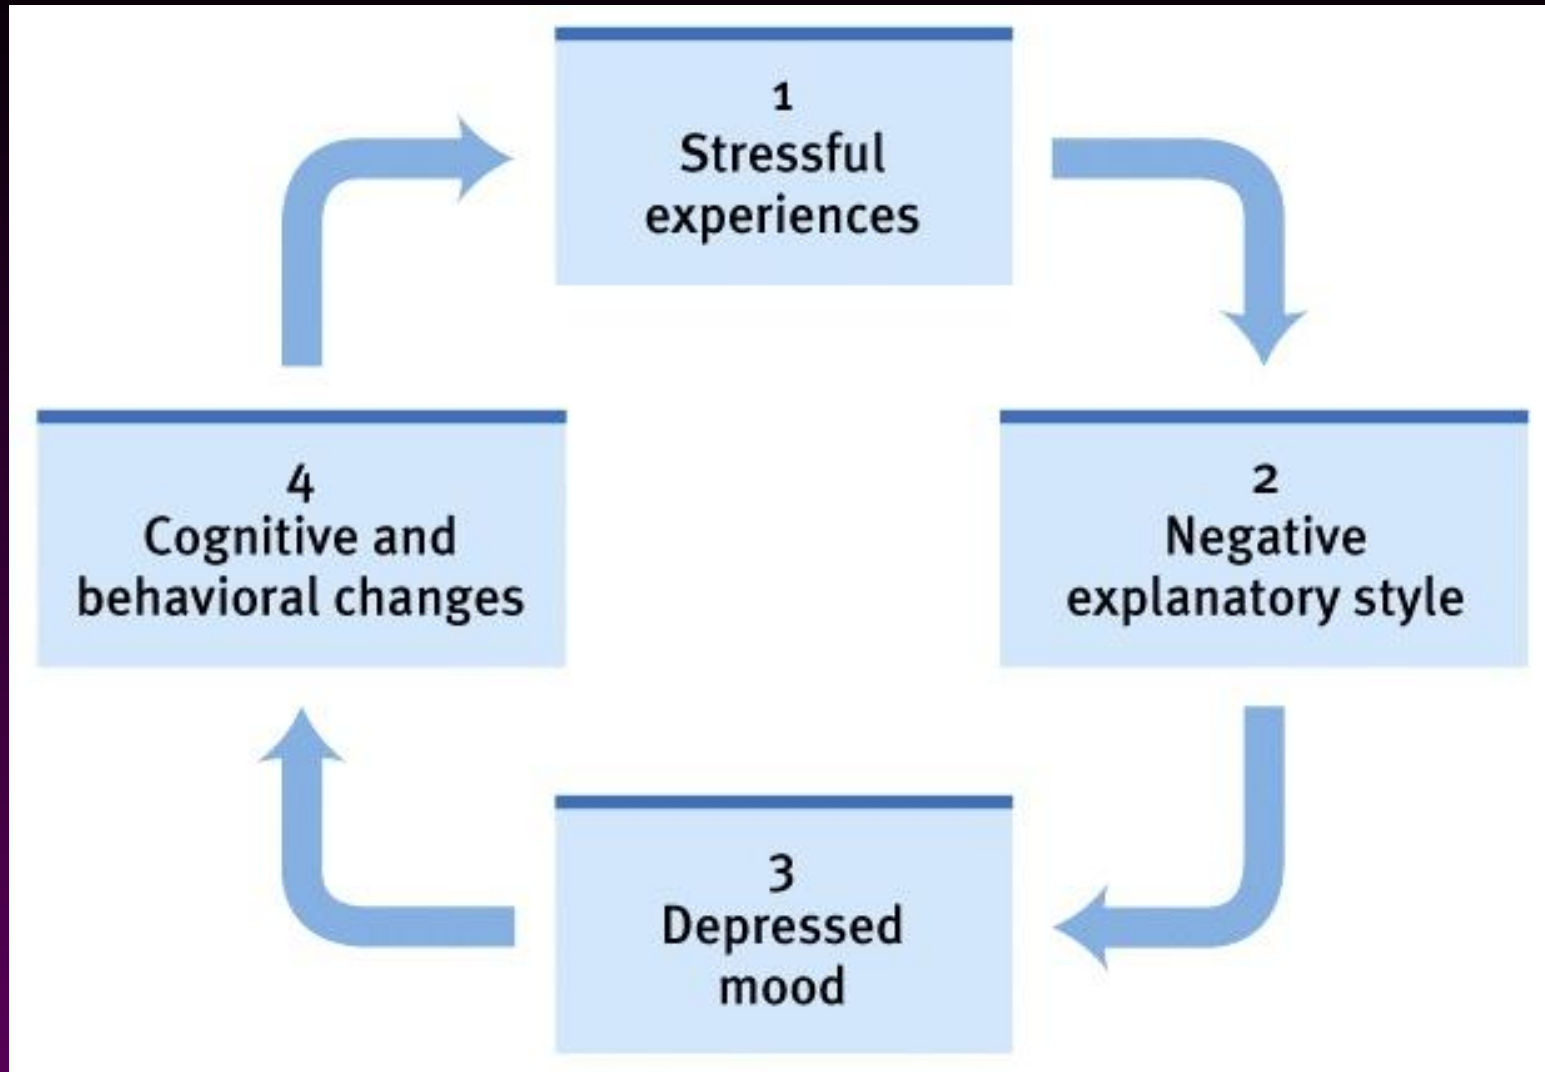 1
Stressful
experiences
2
Negative
explanatory style
3
Depressed
mood
4
Cognitive and
behavioral changes